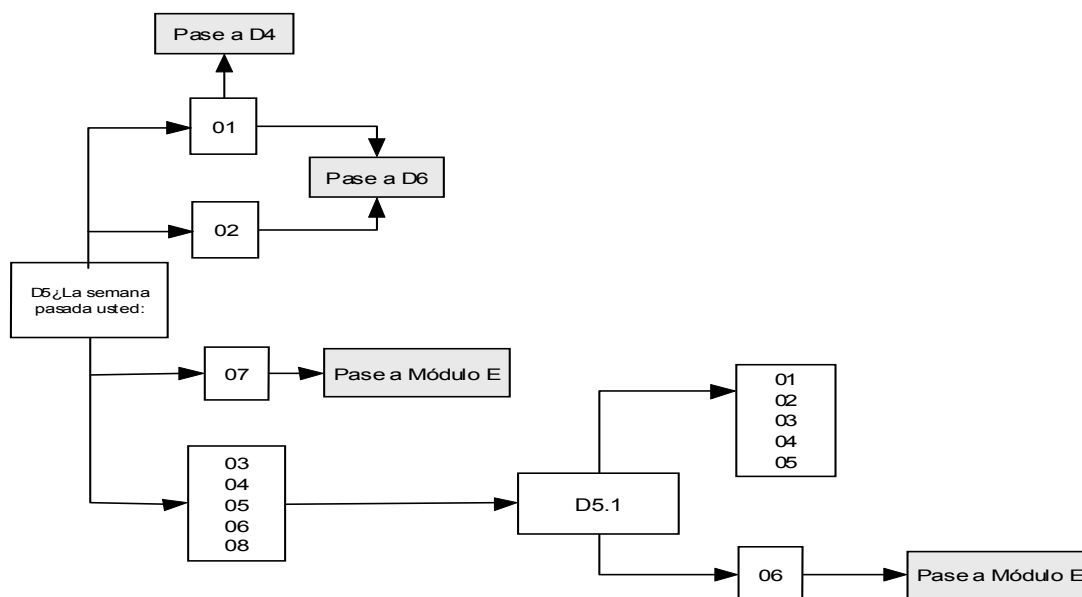 Pase a D4
01
Pase a D6
02
D5¿La semana
pasada usted:
07
Pase a Módulo E
03
04
05
06
08
D5.1
01
02
03
04
05
06
Pase a Módulo E